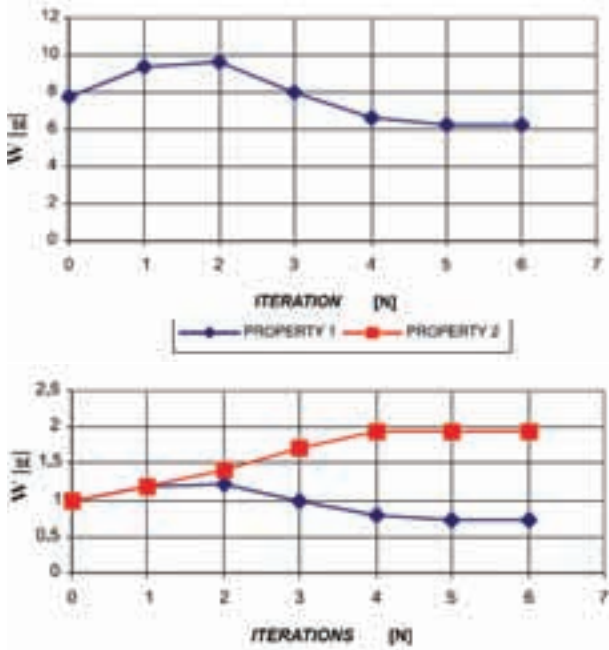 12
10
8
6
4
2
0
W [g]
0 1 2 3 4 5 6 7
ITERATION [N]
PROPERTY 1 PROPERTY 2
2,5
2
1,5
1
0,5
0
W [g]
0 1 2 3 4 5 6 7
ITERATIONS [N]